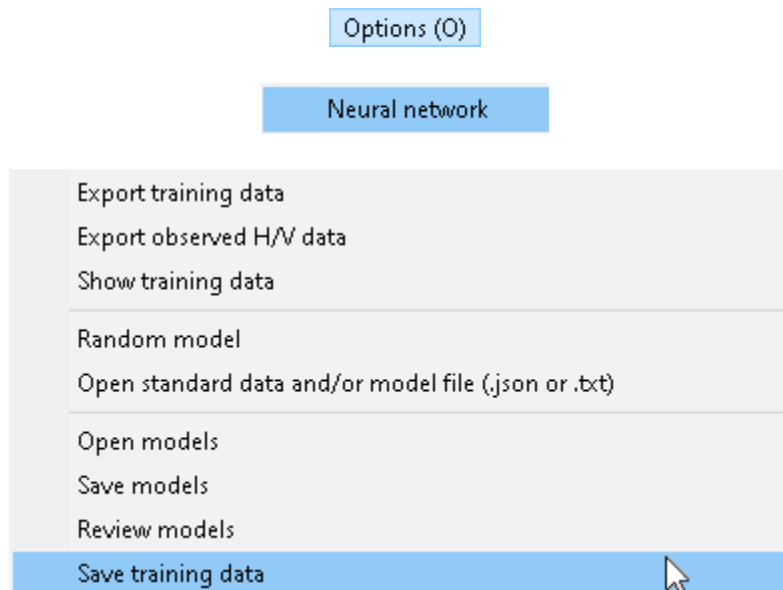 Options (O)
Neural network
Export training data
Export observed H/V data
Show training data
Random model
Open standard data and/or model file (.json or .txt)
Open models
Save models
Review models
Save training data